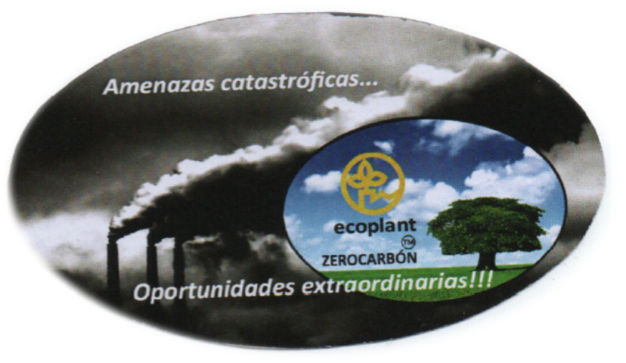 Amenazas catastróficas...
ecoplant
TM
ZEROCARBÓN
Oportunidades extraordinarias!!!